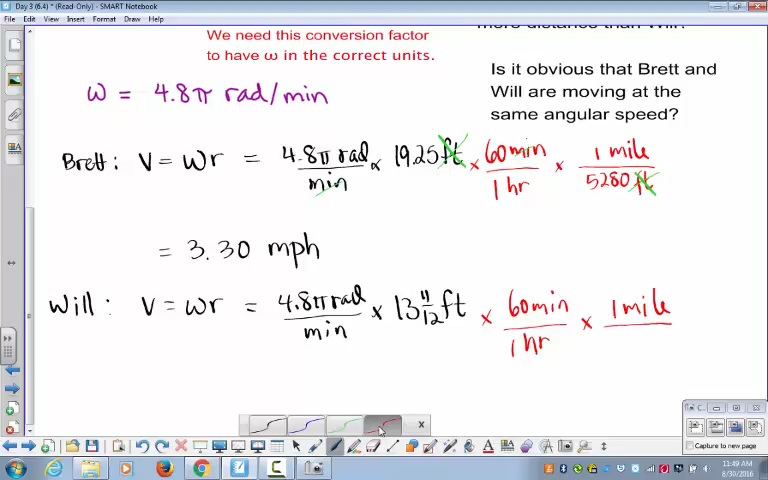 Day 3 (6.4) * (Read-Only) - SMART Notebook
File Edit View Insert Format Tools Draw Help
We need this conversion factor
to have ω in the correct units.
more distance than Will?
Is it obvious that Brett and
Will are moving at the
same angular speed?
ω = 4.8π rad/min
Brett: V = ωr = 4.8π rad/min × 19.25 ft × 60 min/1 hr × 1 mile/5280 ft
= 3.30 mph
Will: V = ωr = 4.8π rad/min × 13 11/12 ft × 60 min/1 hr × 1 mile
Capture to new page
11:49 AM
8/30/2016